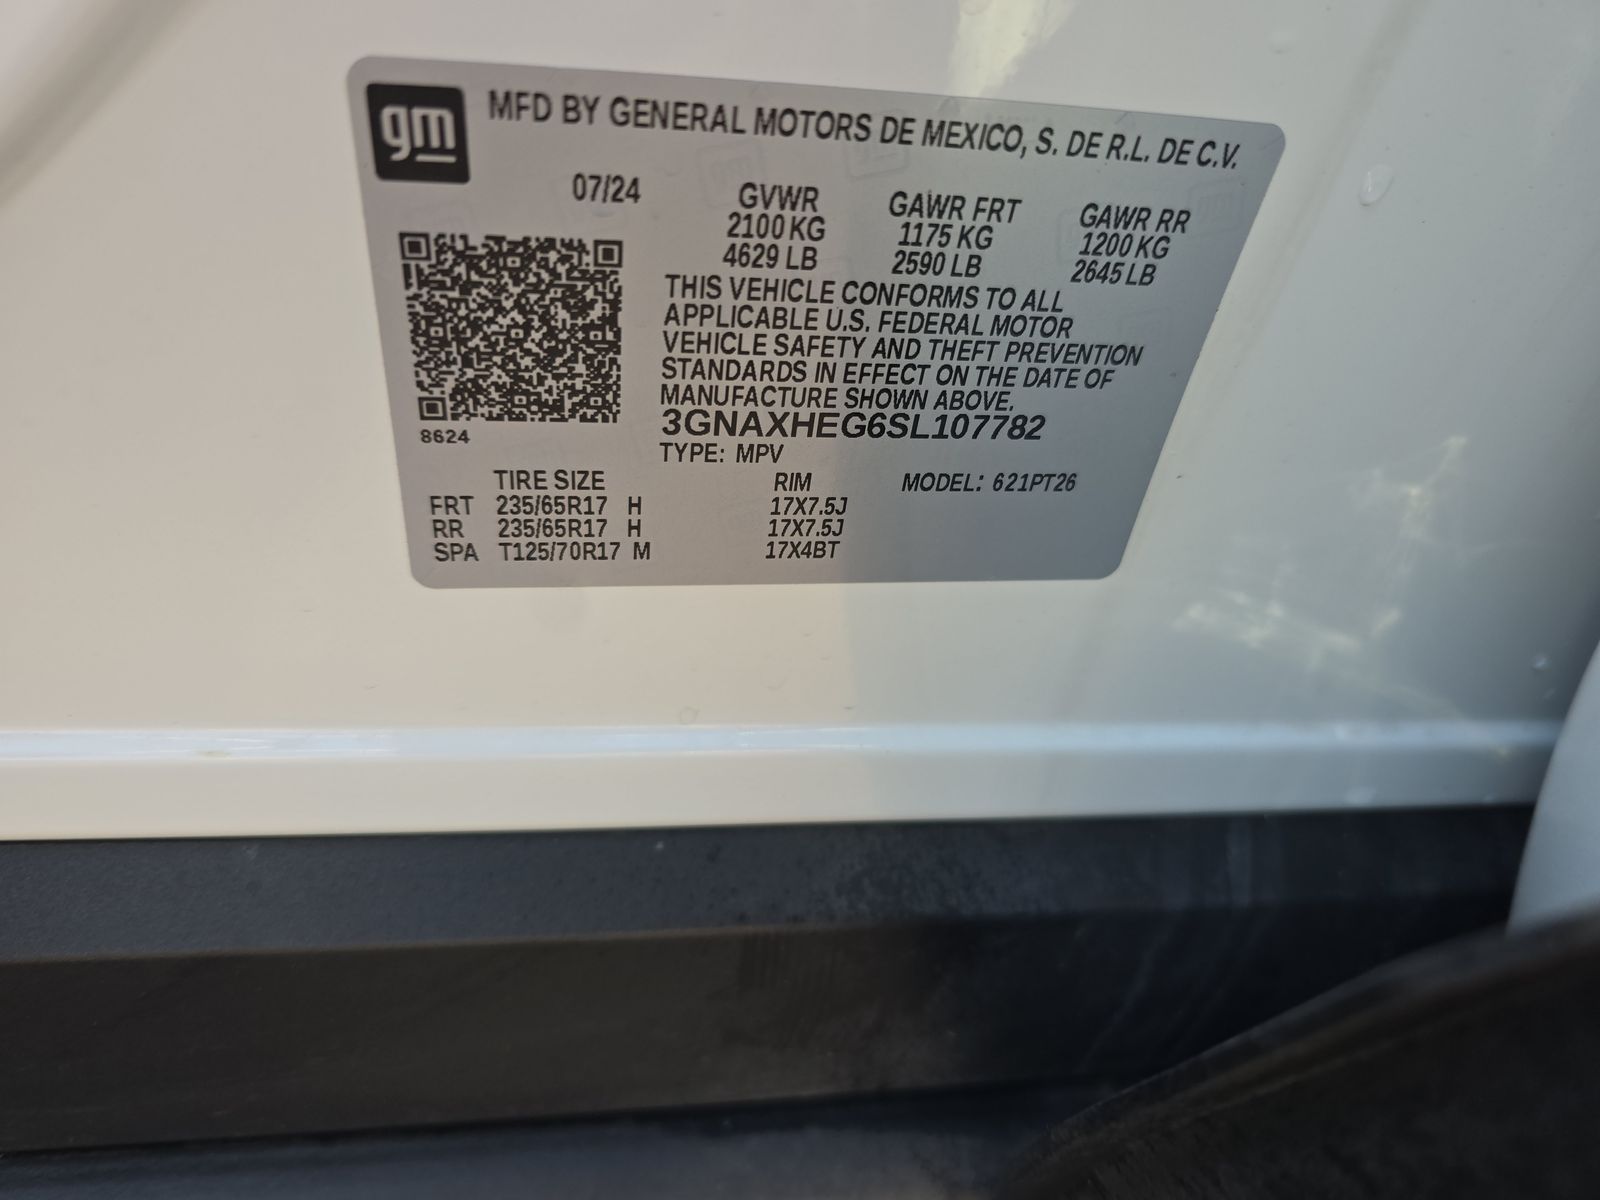 gm MFD BY GENERAL MOTORS DE MEXICO, S. DE R.L. DE C.V.
07/24 GVWR GAWR FRT GAWR RR
2100 KG 1175 KG 1200 KG
4629 LB 2590 LB 2645 LB
THIS VEHICLE CONFORMS TO ALL
APPLICABLE U.S. FEDERAL MOTOR
VEHICLE SAFETY AND THEFT PREVENTION
STANDARDS IN EFFECT ON THE DATE OF
MANUFACTURE SHOWN ABOVE.
3GNAXHEG6SL107782
8624
TYPE: MPV
TIRE SIZE RIM MODEL: 621PT26
FRT 235/65R17 H 17X7.5J
RR 235/65R17 H 17X7.5J
SPA T125/70R17 M 17X4BT